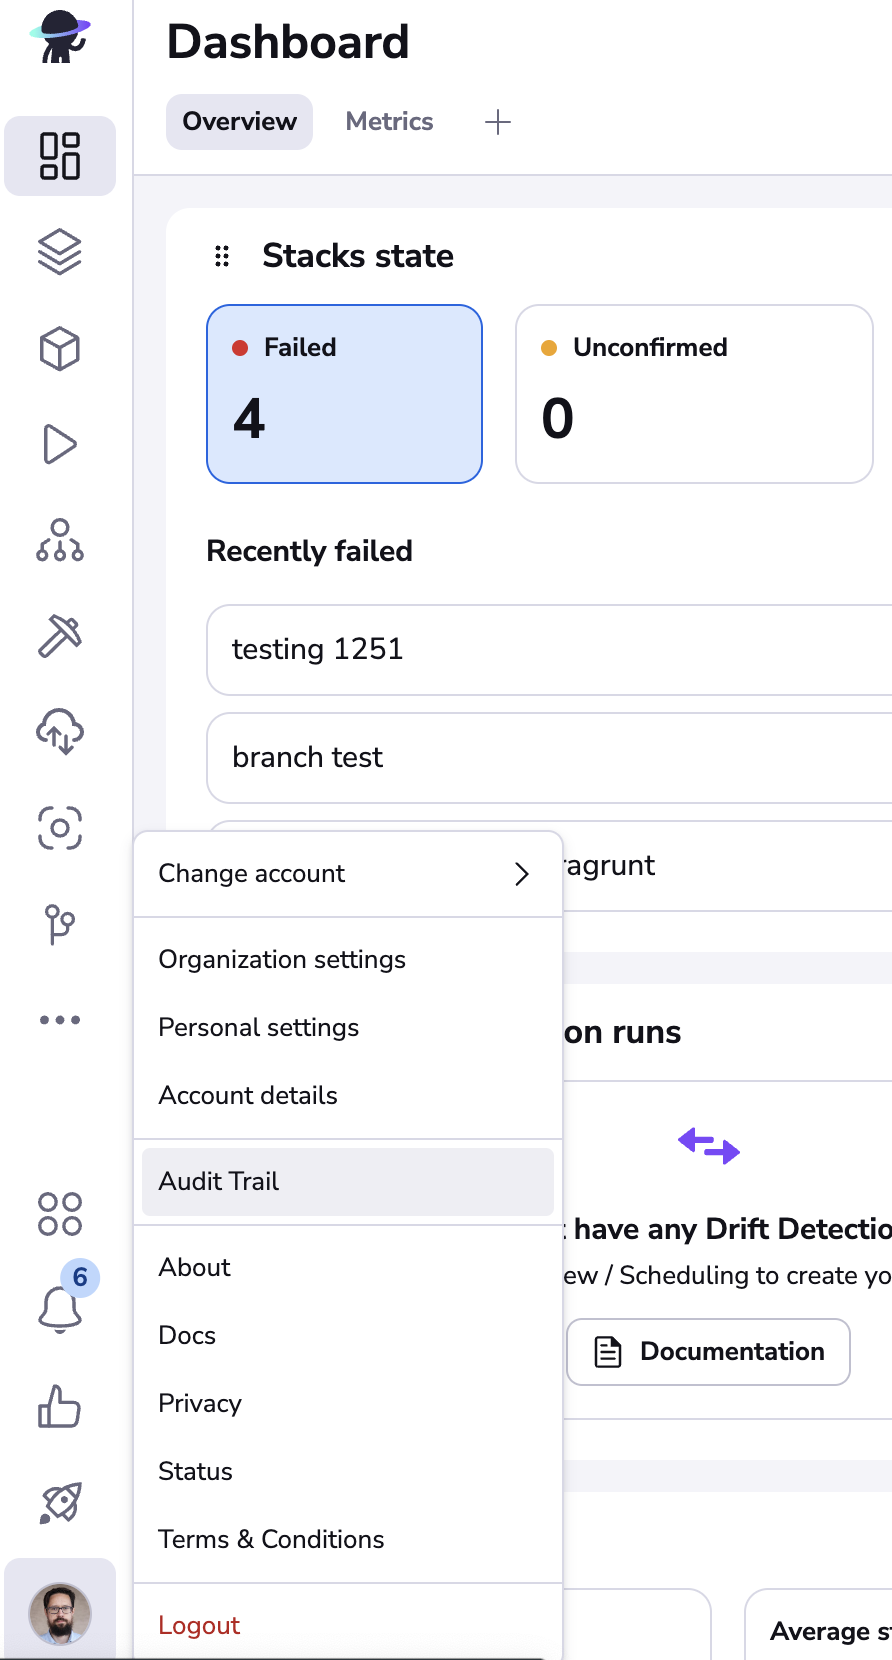 Dashboard
Overview
Metrics
Stacks state
Failed
4
Unconfirmed
0
Recently failed
testing 1251
branch test
ragrunt
Change account
Organization settings
Personal settings
Account details
Audit Trail
About
Docs
Privacy
Status
Terms & Conditions
Logout
on runs
have any Drift Detectio
ew / Scheduling to create yo
Documentation
Average s
6